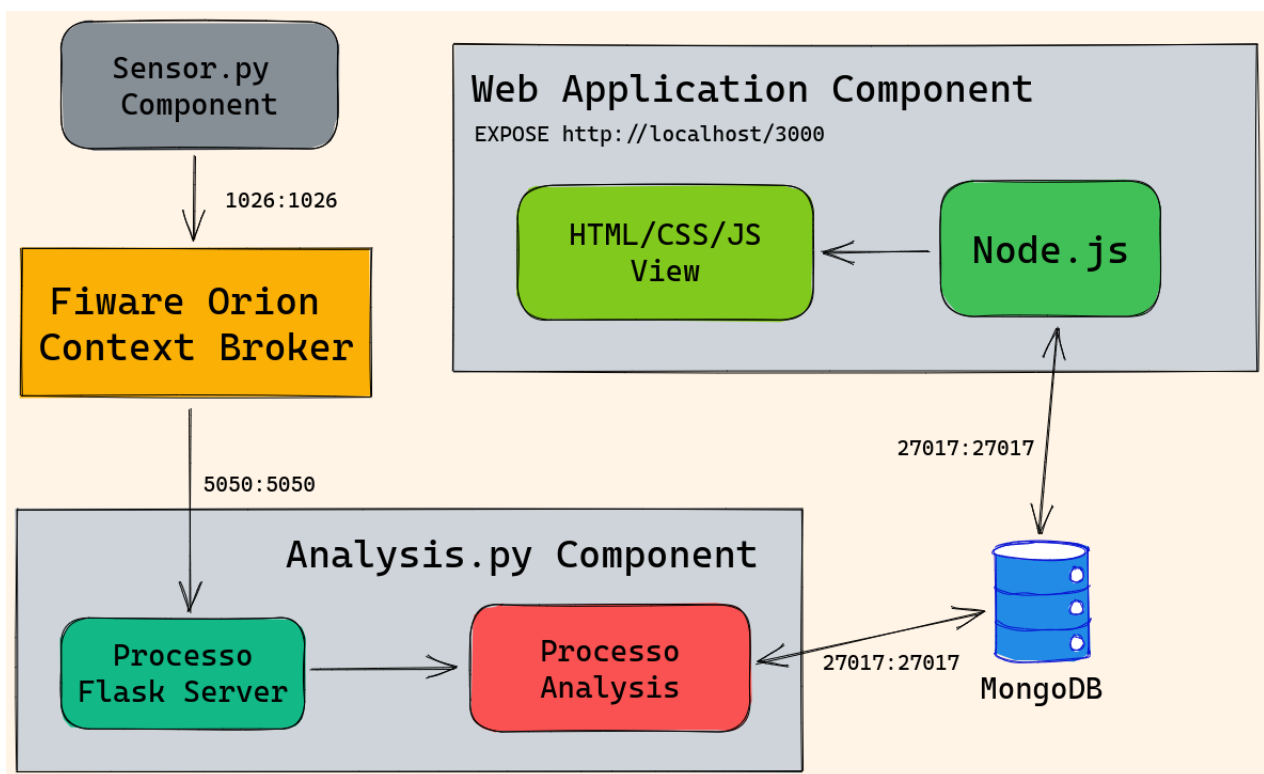 Sensor.py
Component
1026:1026
Fiware Orion
Context Broker
5050:5050
Web Application Component
EXPOSE http://localhost/3000
HTML/CSS/JS
View
Node.js
27017:27017
Analysis.py Component
Processo
Flask Server
Processo
Analysis
27017:27017
MongoDB